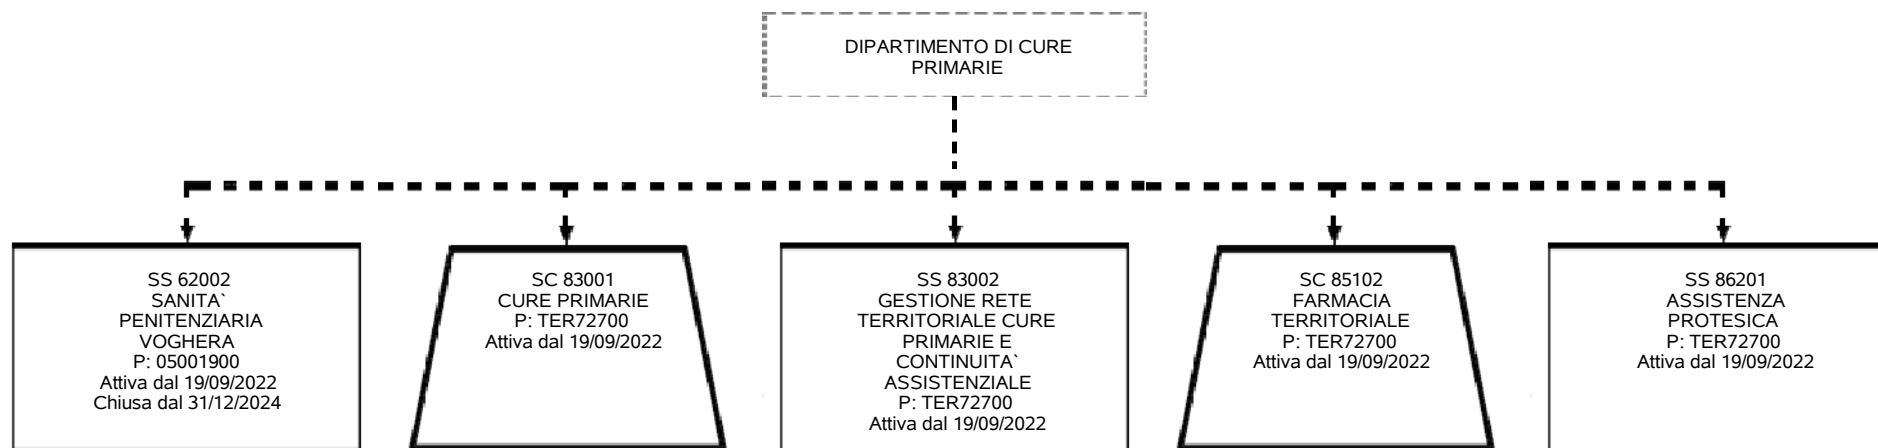 DIPARTIMENTO DI CURE
PRIMARIE
SS 62002
SANITA`
PENITENZIARIA
VOGHERA
P: 05001900
Attiva dal 19/09/2022
Chiusa dal 31/12/2024
SC 83001
CURE PRIMARIE
P: TER72700
Attiva dal 19/09/2022
SS 83002
GESTIONE RETE
TERRITORIALE CURE
PRIMARIE E
CONTINUITA`
ASSISTENZIALE
P: TER72700
Attiva dal 19/09/2022
SC 85102
FARMACIA
TERRITORIALE
P: TER72700
Attiva dal 19/09/2022
SS 86201
ASSISTENZA
PROTESICA
P: TER72700
Attiva dal 19/09/2022